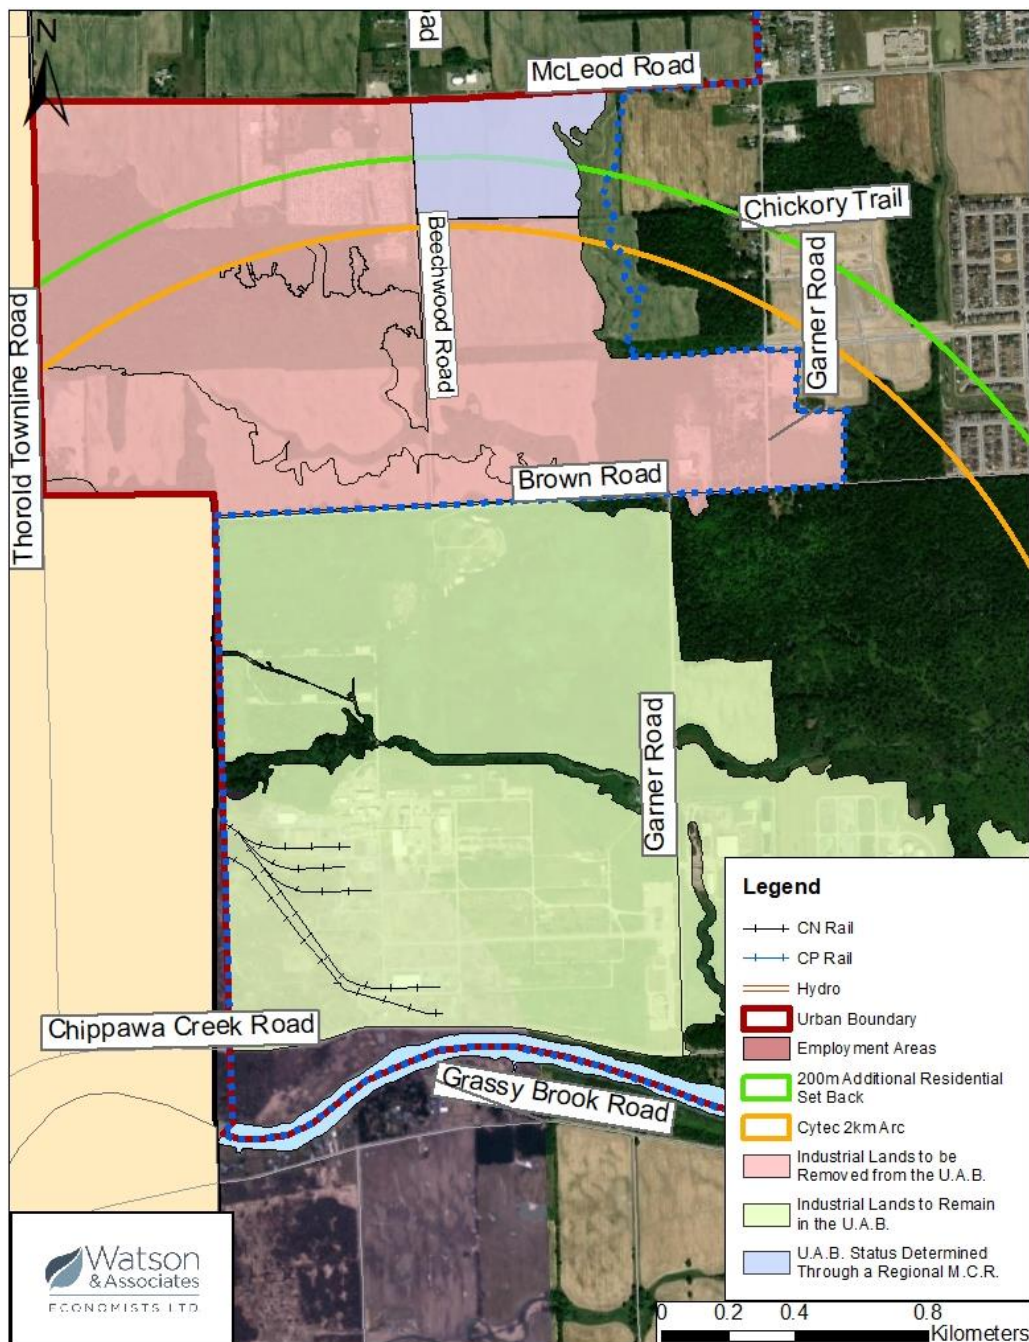 oad
N
McLeod Road
Chickory Trail
Beechwood Road
Garner Road
Thorold Townline Road
Brown Road
Garner Road
Chippawa Creek Road
Grassy Brook Road
Legend
CN Rail
CP Rail
Hydro
Urban Boundary
Employment Areas
200m Additional Residential
Set Back
Cytec 2km Arc
Industrial Lands to be
Removed from the U.A.B.
Industrial Lands to Remain
in the U.A.B.
U.A.B. Status Determined
Through a Regional M.C.R.
Watson
& Associates
ECONOMISTS LTD.
0 0.2 0.4 0.8
Kilometers